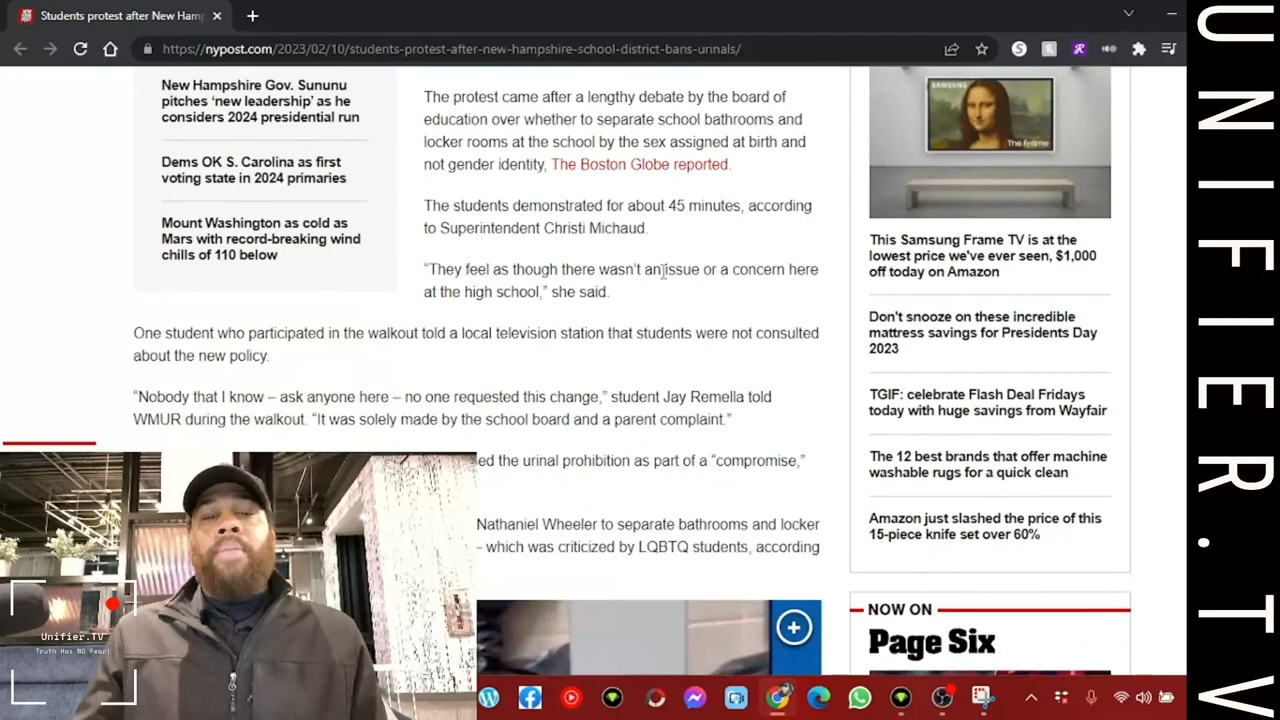 Students protest after New Hamp
https://nypost.com/2023/02/10/students-protest-after-new-hampshire-school-district-bans-urinals/
New Hampshire Gov. Sununu
pitches ‘new leadership’ as he
considers 2024 presidential run
Dems OK S. Carolina as first
voting state in 2024 primaries
Mount Washington as cold as
Mars with record-breaking wind
chills of 110 below
The protest came after a lengthy debate by the board of
education over whether to separate school bathrooms and
locker rooms at the school by the sex assigned at birth and
not gender identity, The Boston Globe reported.
The students demonstrated for about 45 minutes, according
to Superintendent Christi Michaud.
“They feel as though there wasn’t an issue or a concern here
at the high school,” she said.
One student who participated in the walkout told a local television station that students were not consulted
about the new policy.
“Nobody that I know – ask anyone here – no one requested this change,” student Jay Remella told
WMUR during the walkout. “It was solely made by the school board and a parent complaint.”
ed the urinal prohibition as part of a “compromise,”
Nathaniel Wheeler to separate bathrooms and locker
– which was criticized by LQBTQ students, according
SAMSUNG
The Frame
This Samsung Frame TV is at the
lowest price we've ever seen, $1,000
off today on Amazon
Don't snooze on these incredible
mattress savings for Presidents Day
2023
TGIF: celebrate Flash Deal Fridays
today with huge savings from Wayfair
The 12 best brands that offer machine
washable rugs for a quick clean
Amazon just slashed the price of this
15-piece knife set over 60%
NOW ON
Page Six
Unifier.TV
Truth Has NO Fear!
UNIFIER.TV